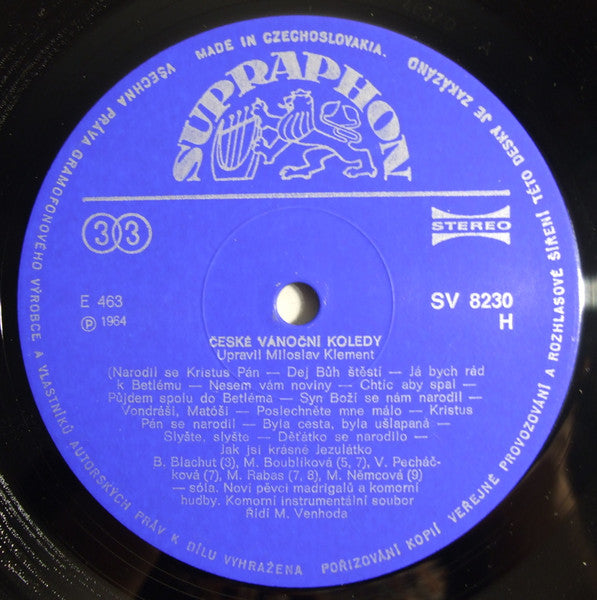 VŠECHNA PRÁVA GRAMOFONOVÉHO VÝROBCE A VLASTNÍKŮ AUTORSKÝCH PRÁV K DÍLU VYHRAŽENA
MADE IN CZECHOSLOVAKIA.
POŘIZOVÁNÍ KOPIÍ VEŘEJNÉ PROVOZOVÁNÍ A ROZHLASOVÉ ŠÍŘENÍ TÉTO DESKY JE ZAKÁZÁNO
SUPRAPHON
33
STEREO
E 463
SV 8230
Ⓟ 1964
H
ČESKÉ VÁNOČNÍ KOLEDY
Upravil Miloslav Klement
(Narodil se Kristus Pán — Dej Bůh štěstí — Já bych rád
k Betlému — Nesem vám noviny — Chtíc aby spal —
Půjdem spolu do Betléma — Syn Boží se nám narodil —
Vondráši, Matóši — Poslechněte mne málo — Kristus
Pán se narodil — Byla cesta, byla ušlapaná —
Slyšte, slyšte — Děťátko se narodilo —
Jak jsi krásné Jezulátko
B. Blachut (3), M. Boublíková (5, 7), V. Pecháč-
ková (7), M. Rabas (7, 8), M. Němcová (9)
— sóla. Noví pěvci madrigalů a komorní
hudby. Komorní instrumentální soubor
Řídí M. Venhoda